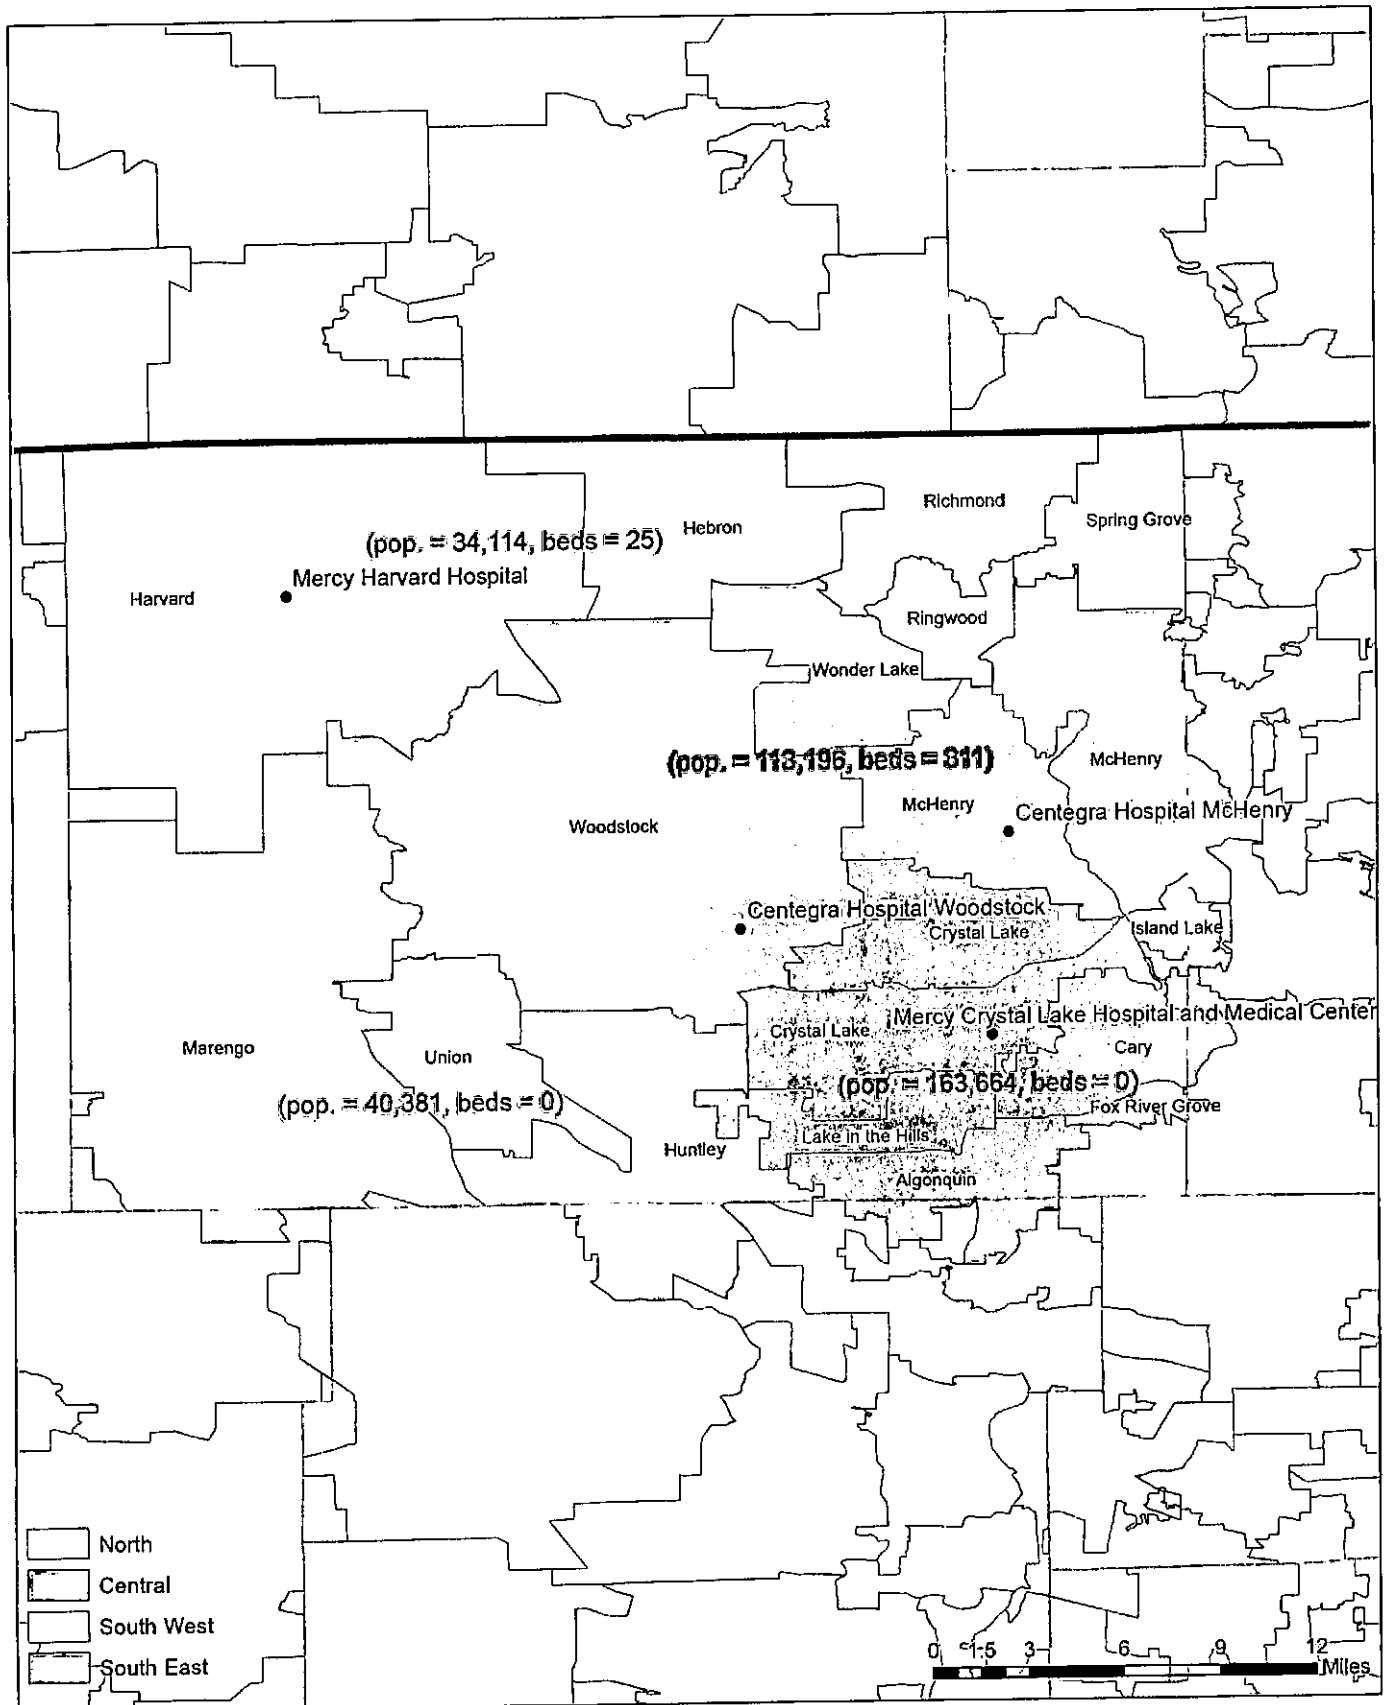 Richmond
Spring Grove
Hebron
(pop. = 34,114, beds = 25)
Mercy Harvard Hospital
Harvard
Ringwood
Wonder Lake
(pop. = 113,196, beds = 311)
McHenry
McHenry
Centegra Hospital McHenry
Woodstock
Centegra Hospital Woodstock
Crystal Lake
Island Lake
Mercy Crystal Lake Hospital and Medical Center
Crystal Lake
Cary
Marengo
Union
(pop. = 163,664, beds = 0)
(pop. = 40,381, beds = 0)
Fox River Grove
Lake in the Hills
Huntley
Algonquin
North
Central
South West
South East
0 1.5 3 6 9 12
Miles